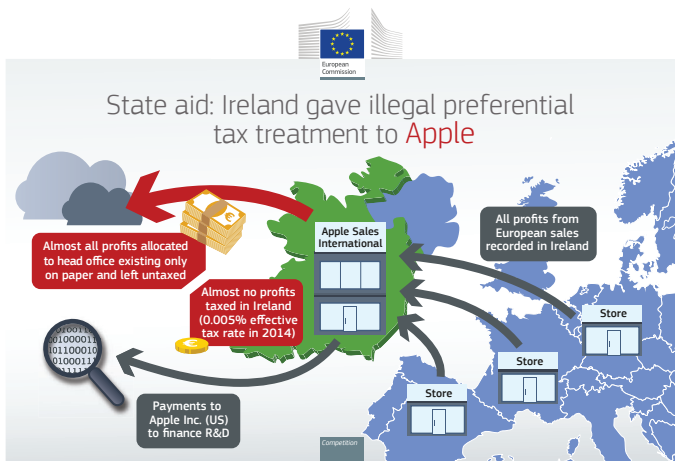 European
Commission
State aid: Ireland gave illegal preferential
tax treatment to Apple
Almost all profits allocated
to head office existing only
on paper and left untaxed
Apple Sales
International
All profits from
European sales
recorded in Ireland
Almost no profits
taxed in Ireland
(0.005% effective
tax rate in 2014)
Store
Store
Store
Payments to
Apple Inc. (US)
to finance R&D
Competition